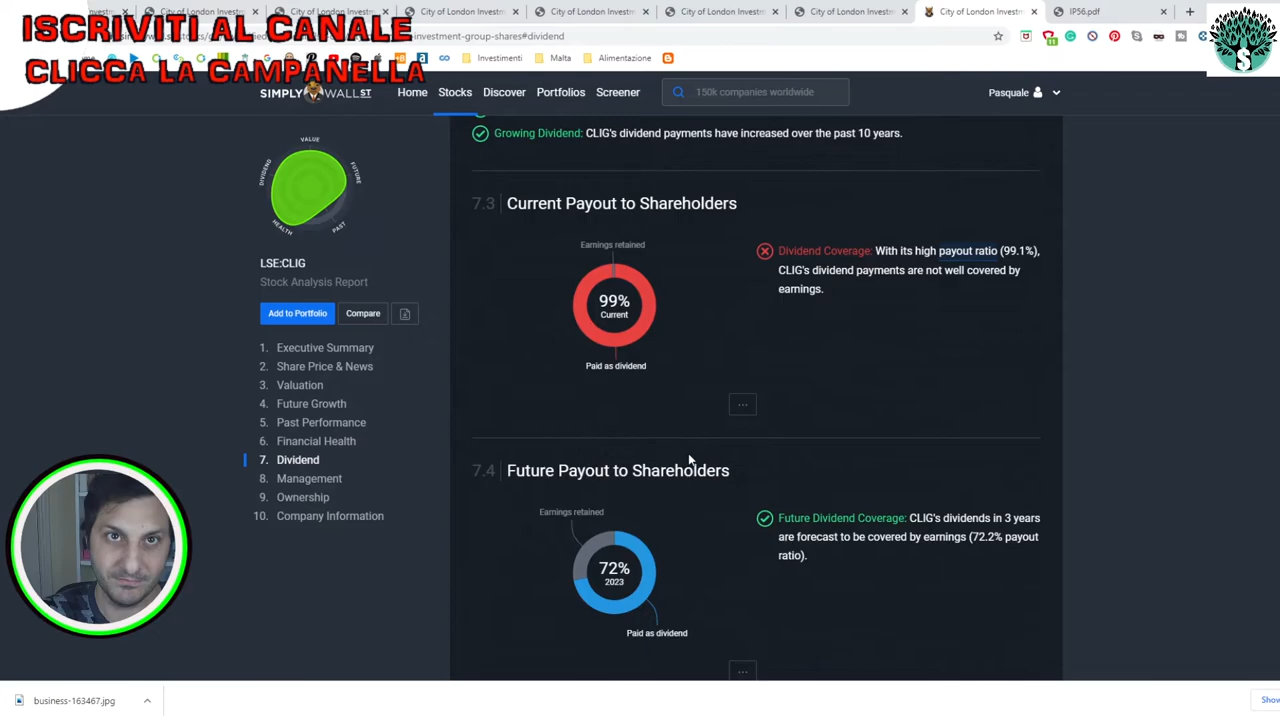 ISCRIVITI AL CANALE
CLICCA LA CAMPANELLA
City of London Investm
City of London Investm
City of London Investm
City of London Investm
City of London Investm
City of London Investm
City of London Investm
IP56.pdf
-investment-group-shares#dividend
11
Investimenti
Malta
Alimentazione
SIMPLY WALL ST
Home
Stocks
Discover
Portfolios
Screener
150k companies worldwide
Pasquale
S
VALUE
FUTURE
PAST
HEALTH
DIVIDEND
LSE:CLIG
Stock Analysis Report
Add to Portfolio
Compare
1. Executive Summary
2. Share Price & News
3. Valuation
4. Future Growth
5. Past Performance
6. Financial Health
7. Dividend
8. Management
9. Ownership
10. Company Information
Growing Dividend: CLIG's dividend payments have increased over the past 10 years.
7.3 Current Payout to Shareholders
Earnings retained
99%
Current
Paid as dividend
Dividend Coverage: With its high payout ratio (99.1%),
CLIG's dividend payments are not well covered by
earnings.
...
7.4 Future Payout to Shareholders
Earnings retained
72%
2023
Paid as dividend
Future Dividend Coverage: CLIG's dividends in 3 years
are forecast to be covered by earnings (72.2% payout
ratio).
...
business-163467.jpg
Show